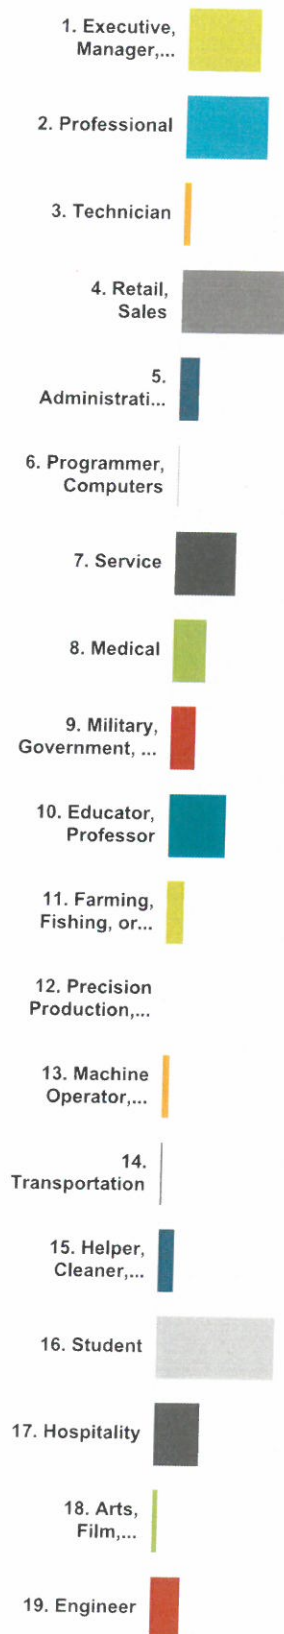 1. Executive,
Manager,...
2. Professional
3. Technician
4. Retail,
Sales
5.
Administrati...
6. Programmer,
Computers
7. Service
8. Medical
9. Military,
Government, ...
10. Educator,
Professor
11. Farming,
Fishing, or...
12. Precision
Production,...
13. Machine
Operator,...
14.
Transportation
15. Helper,
Cleaner,...
16. Student
17. Hospitality
18. Arts,
Film,...
19. Engineer